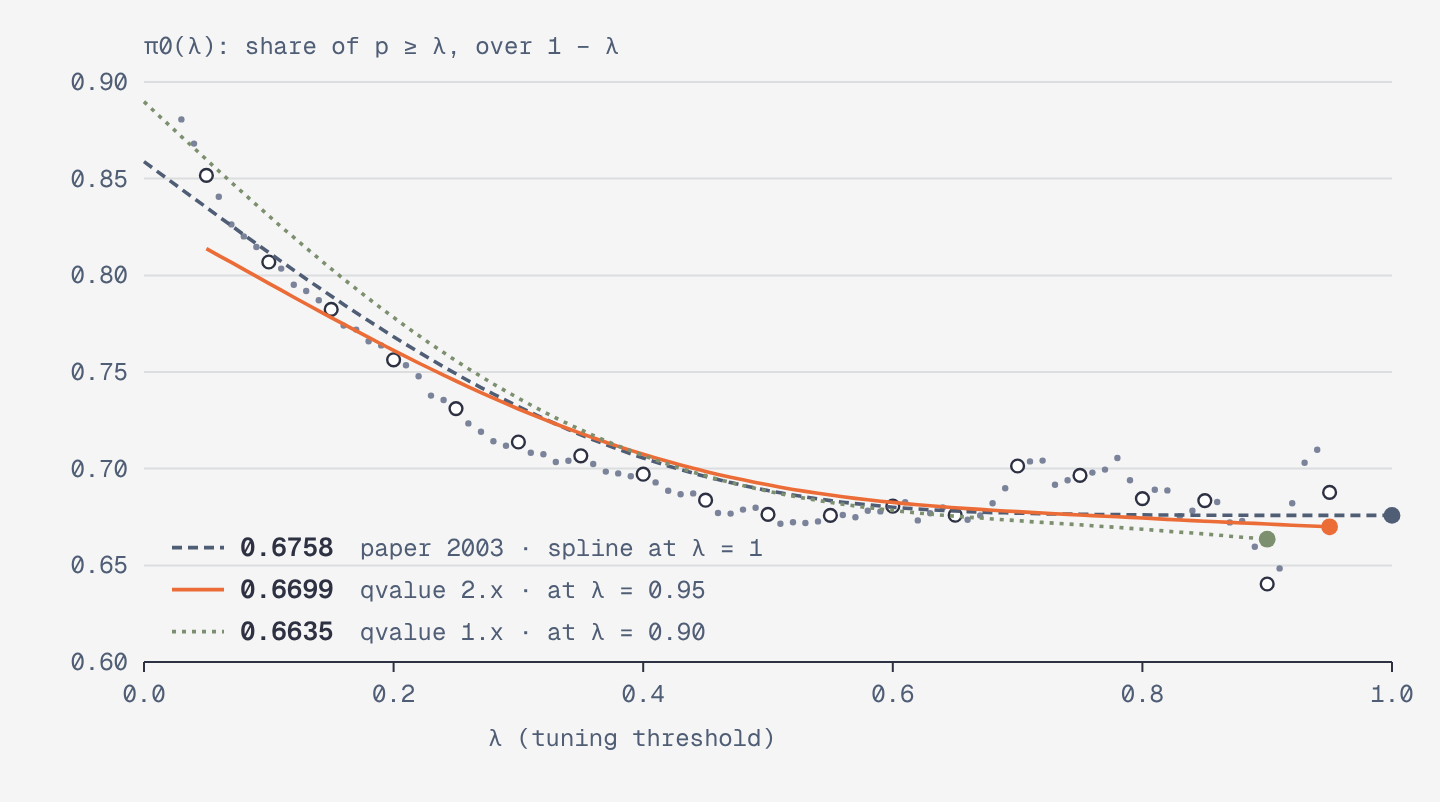 π0(λ): share of p ≥ λ, over 1 − λ
0.90
0.85
0.80
0.75
0.70
0.65
0.60
0.6758 paper 2003 · spline at λ = 1
0.6699 qvalue 2.x · at λ = 0.95
0.6635 qvalue 1.x · at λ = 0.90
0.0 0.2 0.4 0.6 0.8 1.0
λ (tuning threshold)